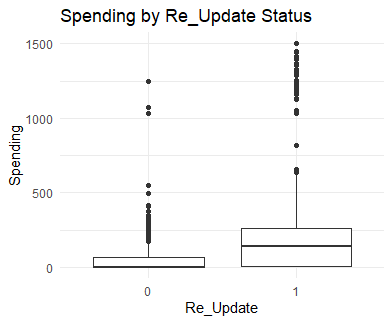 Spending by Re_Update Status
1500
1000
500
0
Spending
0 1
Re_Update